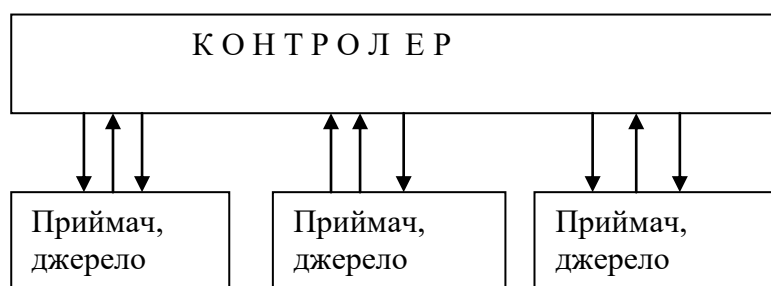 К О Н Т Р О Л Е Р
Приймач, Приймач, Приймач,
джерело джерело джерело